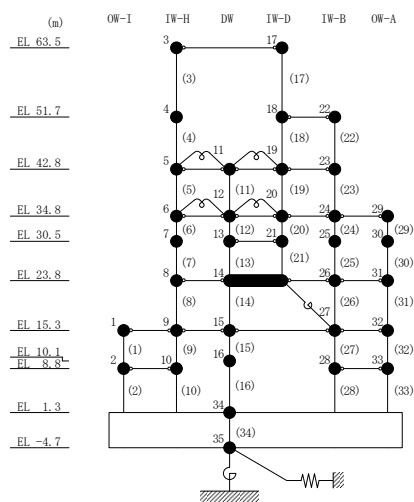 (m) OW-I IW-H DW IW-D IW-B OW-A
EL 63.5 3 17
(3) (17)
EL 51.7 4 18 22
(4) (18) (22)
11 19
EL 42.8 5 23
(5) (11) (19) (23)
12 20
EL 34.8 6 24 29
(6) (12) (20) (24) (29)
EL 30.5 7 13 21 25 30
(7) (13) (21) (25) (30)
EL 23.8 8 14 26 31
(8) (14) (26) (31)
27
EL 15.3 1 9 15 32
(1) (9) (15) (27) (32)
EL 10.1 16
EL 8.8 2 10 28 33
(2) (10) (16) (28) (33)
EL 1.3 34
(34)
EL -4.7 35